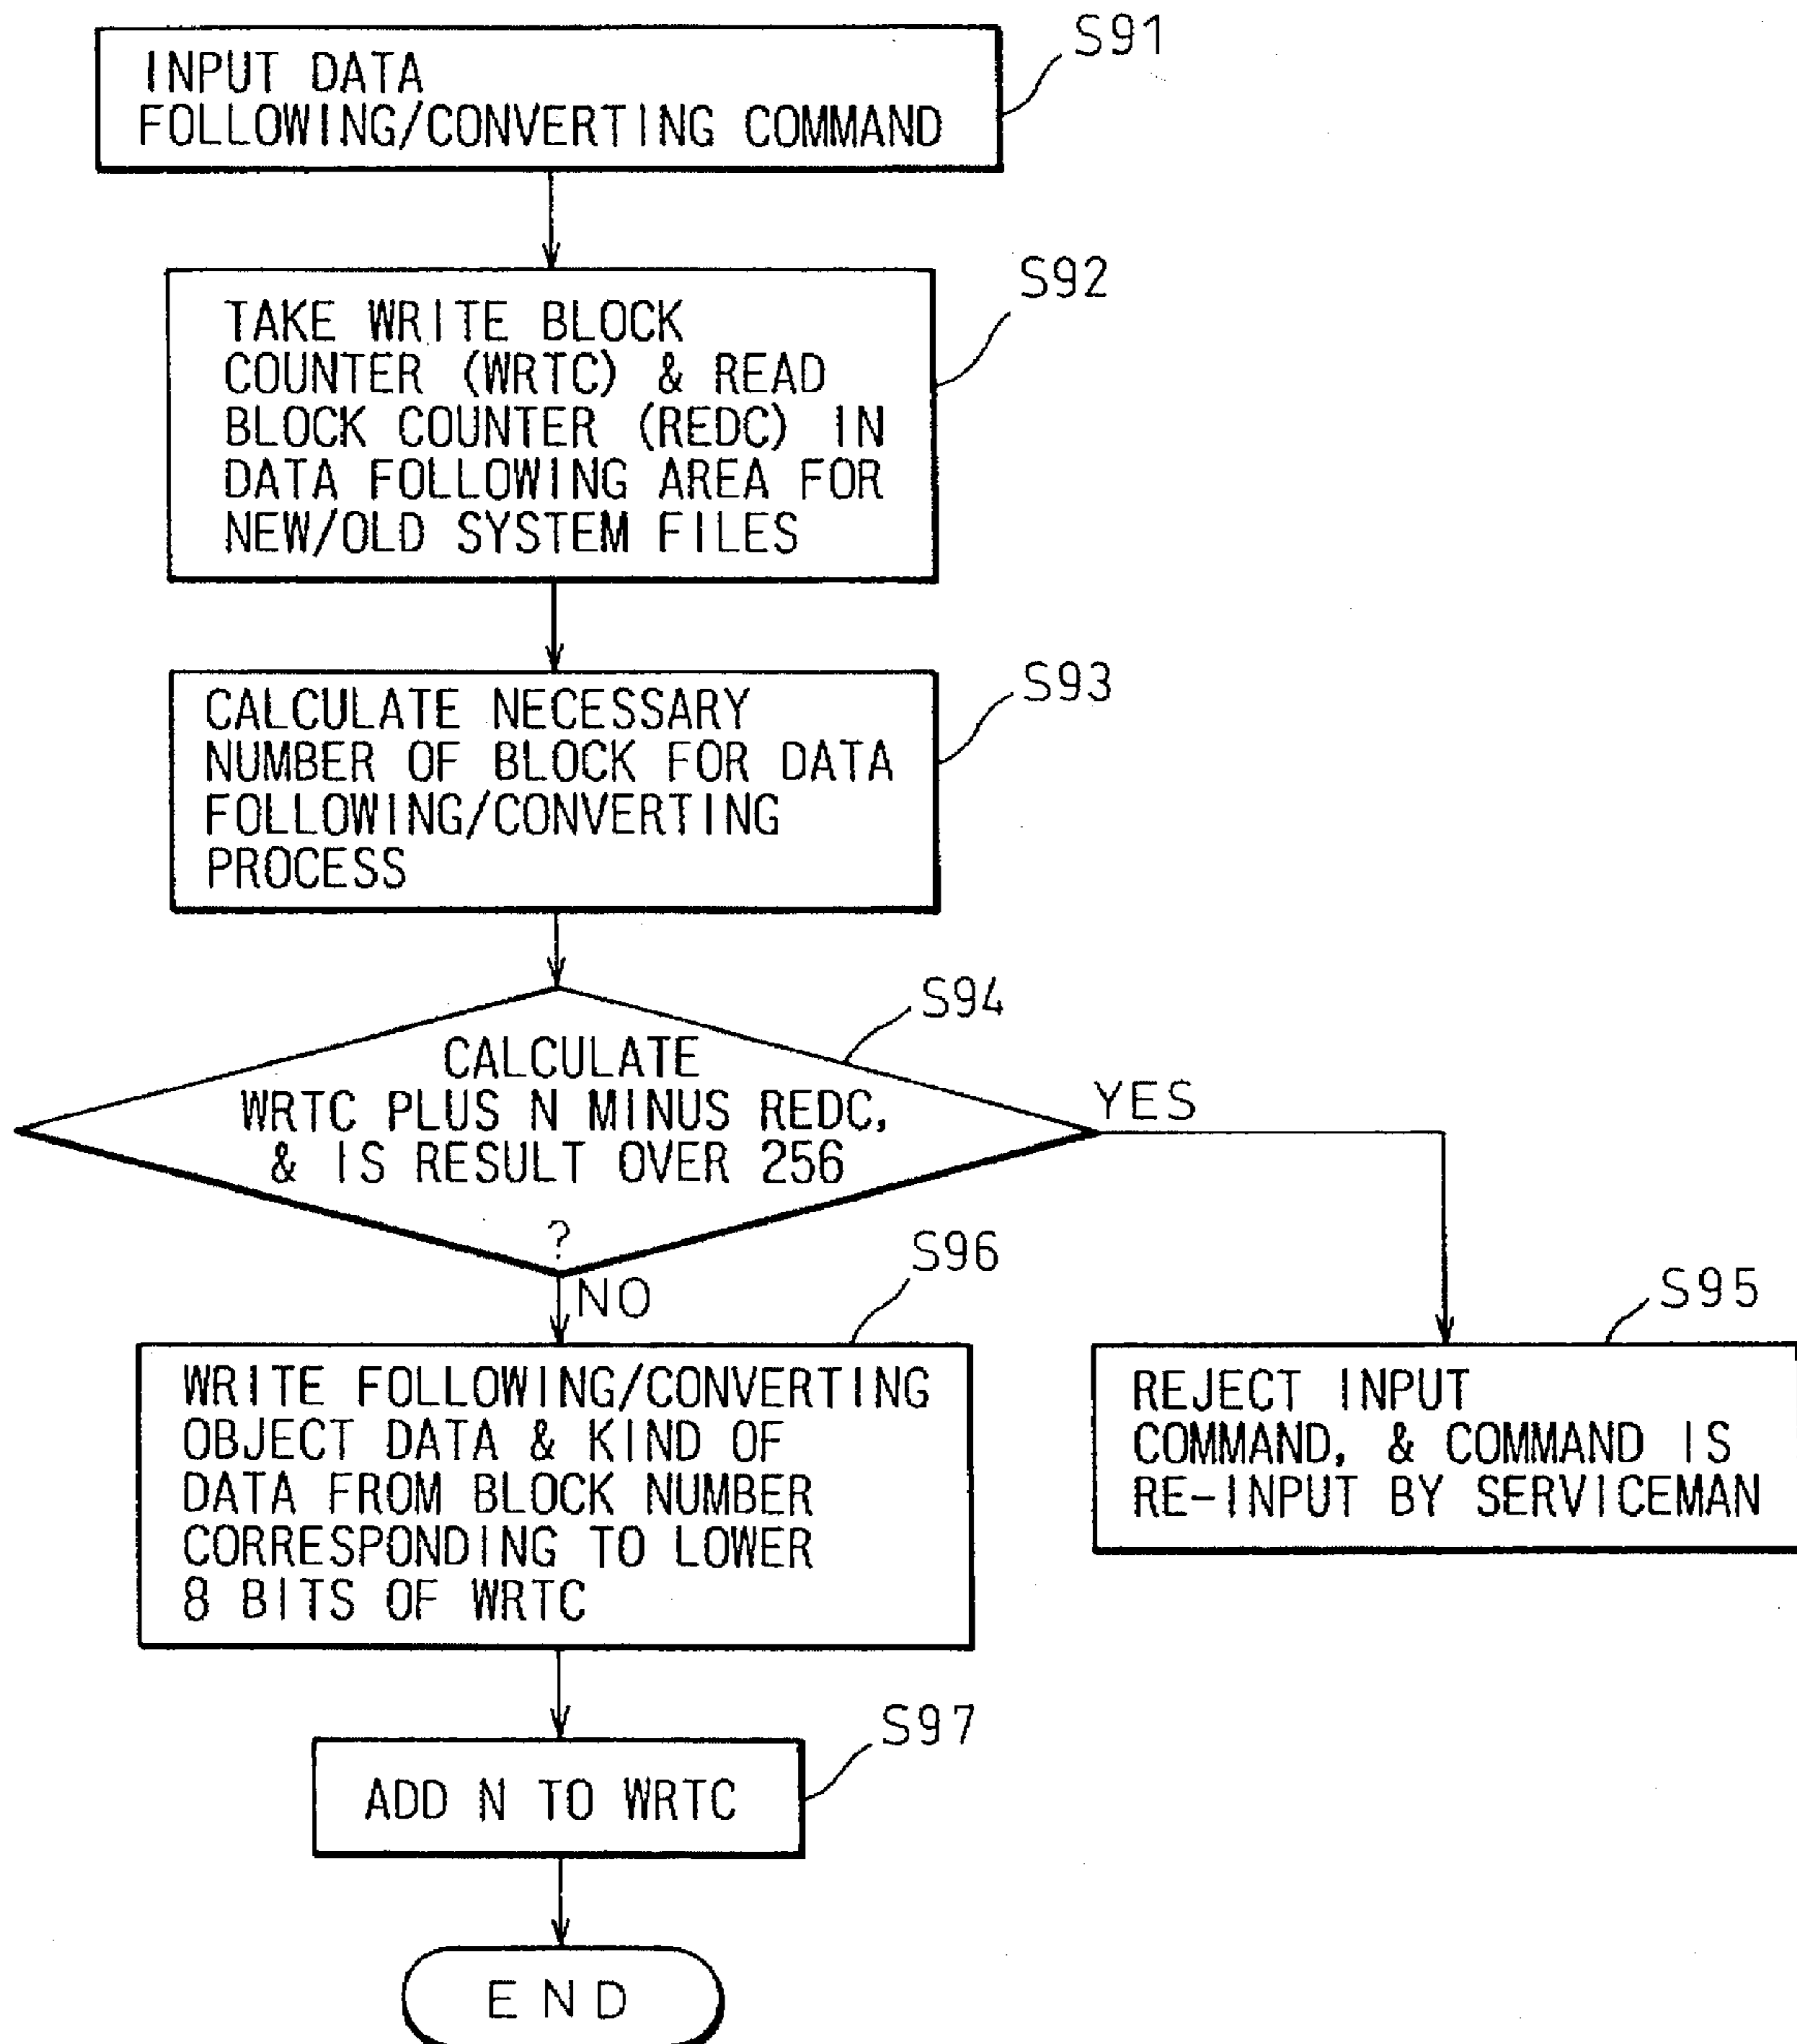 S91
INPUT DATA
FOLLOWING/CONVERTING COMMAND
S92
TAKE WRITE BLOCK
COUNTER (WRTC) & READ
BLOCK COUNTER (REDC) IN
DATA FOLLOWING AREA FOR
NEW/OLD SYSTEM FILES
S93
CALCULATE NECESSARY
NUMBER OF BLOCK FOR DATA
FOLLOWING/CONVERTING
PROCESS
S94
CALCULATE
WRTC PLUS N MINUS REDC,
& IS RESULT OVER 256
?
YES
NO
S96
WRITE FOLLOWING/CONVERTING
OBJECT DATA & KIND OF
DATA FROM BLOCK NUMBER
CORRESPONDING TO LOWER
8 BITS OF WRTC
S95
REJECT INPUT
COMMAND, & COMMAND IS
RE-INPUT BY SERVICEMAN
S97
ADD N TO WRTC
END